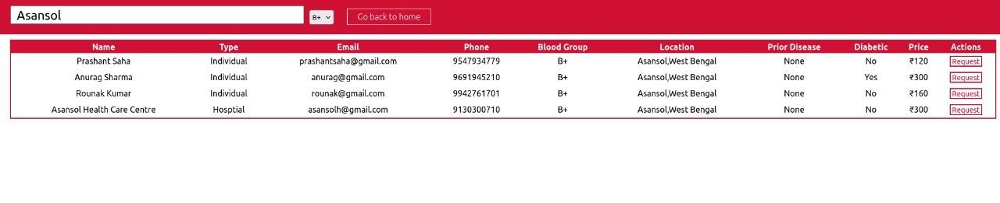 Asansol B+ Go back to home
Name Type Email Phone Blood Group Location Prior Disease Diabetic Price Actions
Prashant Saha Individual prashantsaha@gmail.com 9547934779 B+ Asansol,West Bengal None No ₹120 Request
Anurag Sharma Individual anurag@gmail.com 9691945210 B+ Asansol,West Bengal None Yes ₹300 Request
Rounak Kumar Individual rounak@gmail.com 9942761701 B+ Asansol,West Bengal None No ₹160 Request
Asansol Health Care Centre Hosptial asansolh@gmail.com 9130300710 B+ Asansol,West Bengal None No ₹300 Request